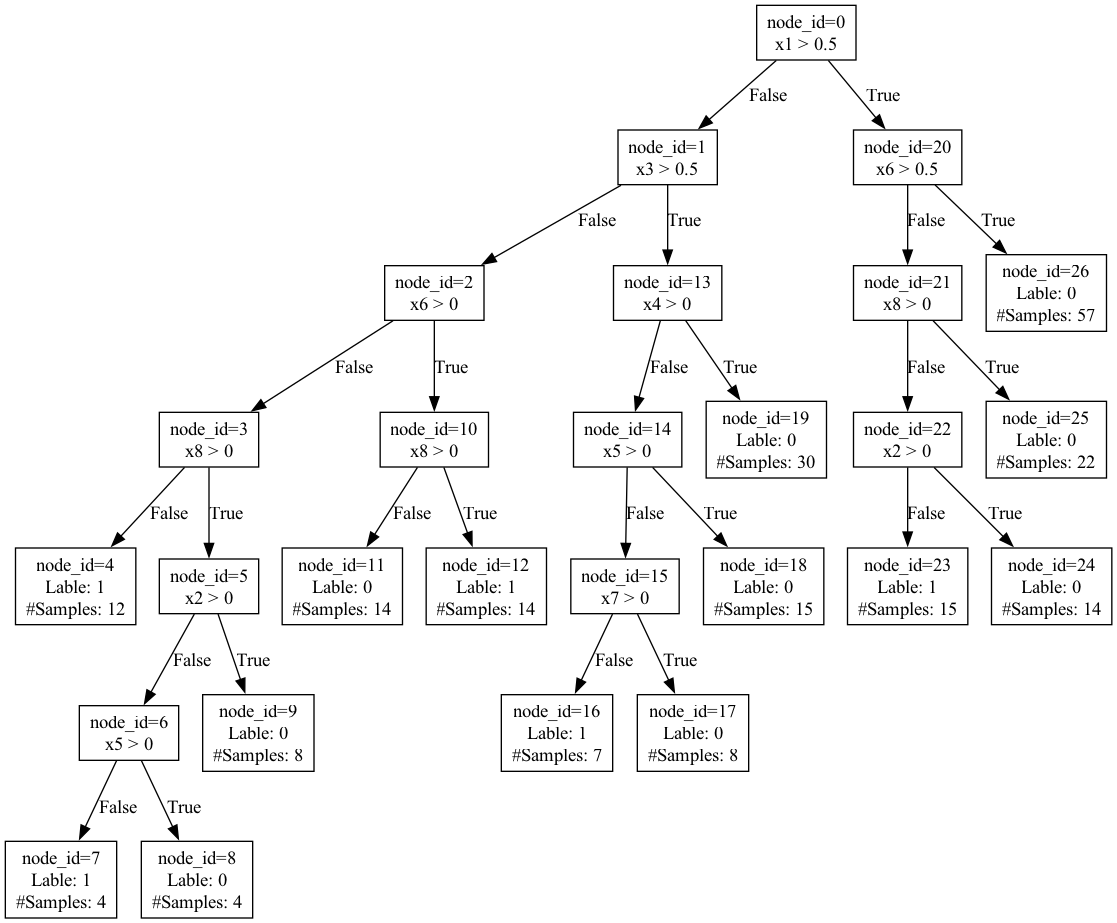 node_id=0
x1 > 0.5
False
True
node_id=1
x3 > 0.5
node_id=20
x6 > 0.5
False
True
False
True
node_id=2
x6 > 0
node_id=13
x4 > 0
node_id=21
x8 > 0
node_id=26
Lable: 0
#Samples: 57
False
True
False
True
False
True
node_id=3
x8 > 0
node_id=10
x8 > 0
node_id=14
x5 > 0
node_id=19
Lable: 0
#Samples: 30
node_id=22
x2 > 0
node_id=25
Lable: 0
#Samples: 22
False
True
False
True
False
True
False
True
node_id=4
Lable: 1
#Samples: 12
node_id=5
x2 > 0
node_id=11
Lable: 0
#Samples: 14
node_id=12
Lable: 1
#Samples: 14
node_id=15
x7 > 0
node_id=18
Lable: 0
#Samples: 15
node_id=23
Lable: 1
#Samples: 15
node_id=24
Lable: 0
#Samples: 14
False
True
False
True
node_id=6
x5 > 0
node_id=9
Lable: 0
#Samples: 8
node_id=16
Lable: 1
#Samples: 7
node_id=17
Lable: 0
#Samples: 8
False
True
node_id=7
Lable: 1
#Samples: 4
node_id=8
Lable: 0
#Samples: 4